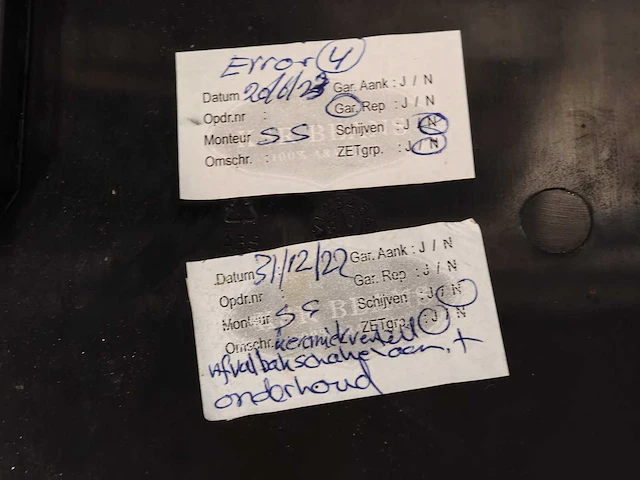 Error 4
Datum 20/6/23 Gar. Aank : J / N
Opdr.nr : Gar. Rep : J / N
Monteur SS Schijven : J / N
Omschr. : ZETgrp. : J / N
Datum 31/12/22 Gar. Aank : J / N
Opdr.nr : Gar. Rep : J / N
Monteur SS Schijven : J / N
Omschr. keramiekventiel ZETgrp. : J / N
Afvalbakschakelaar +
onderhoud